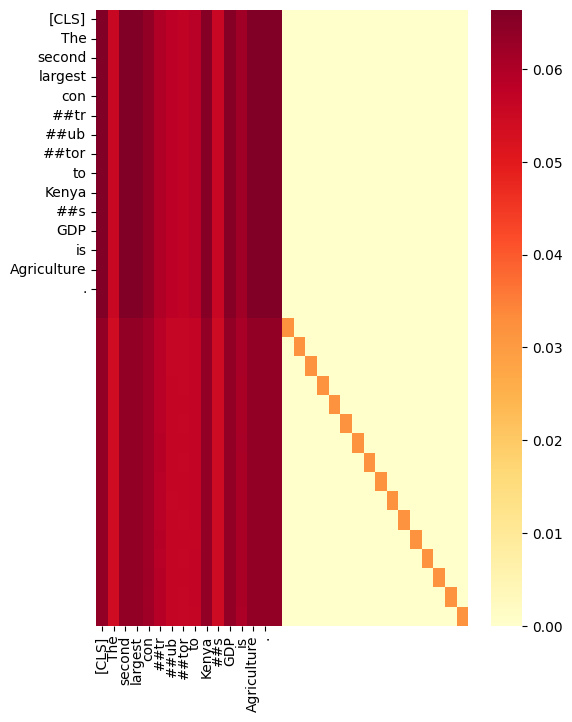 [CLS]
The
second
largest
con
##tr
##ub
##tor
to
Kenya
##s
GDP
is
Agriculture
.
0.06
0.05
0.04
0.03
0.02
0.01
0.00
[CLS]
The
second
largest
con
##tr
##ub
##tor
to
Kenya
##s
GDP
is
Agriculture
.